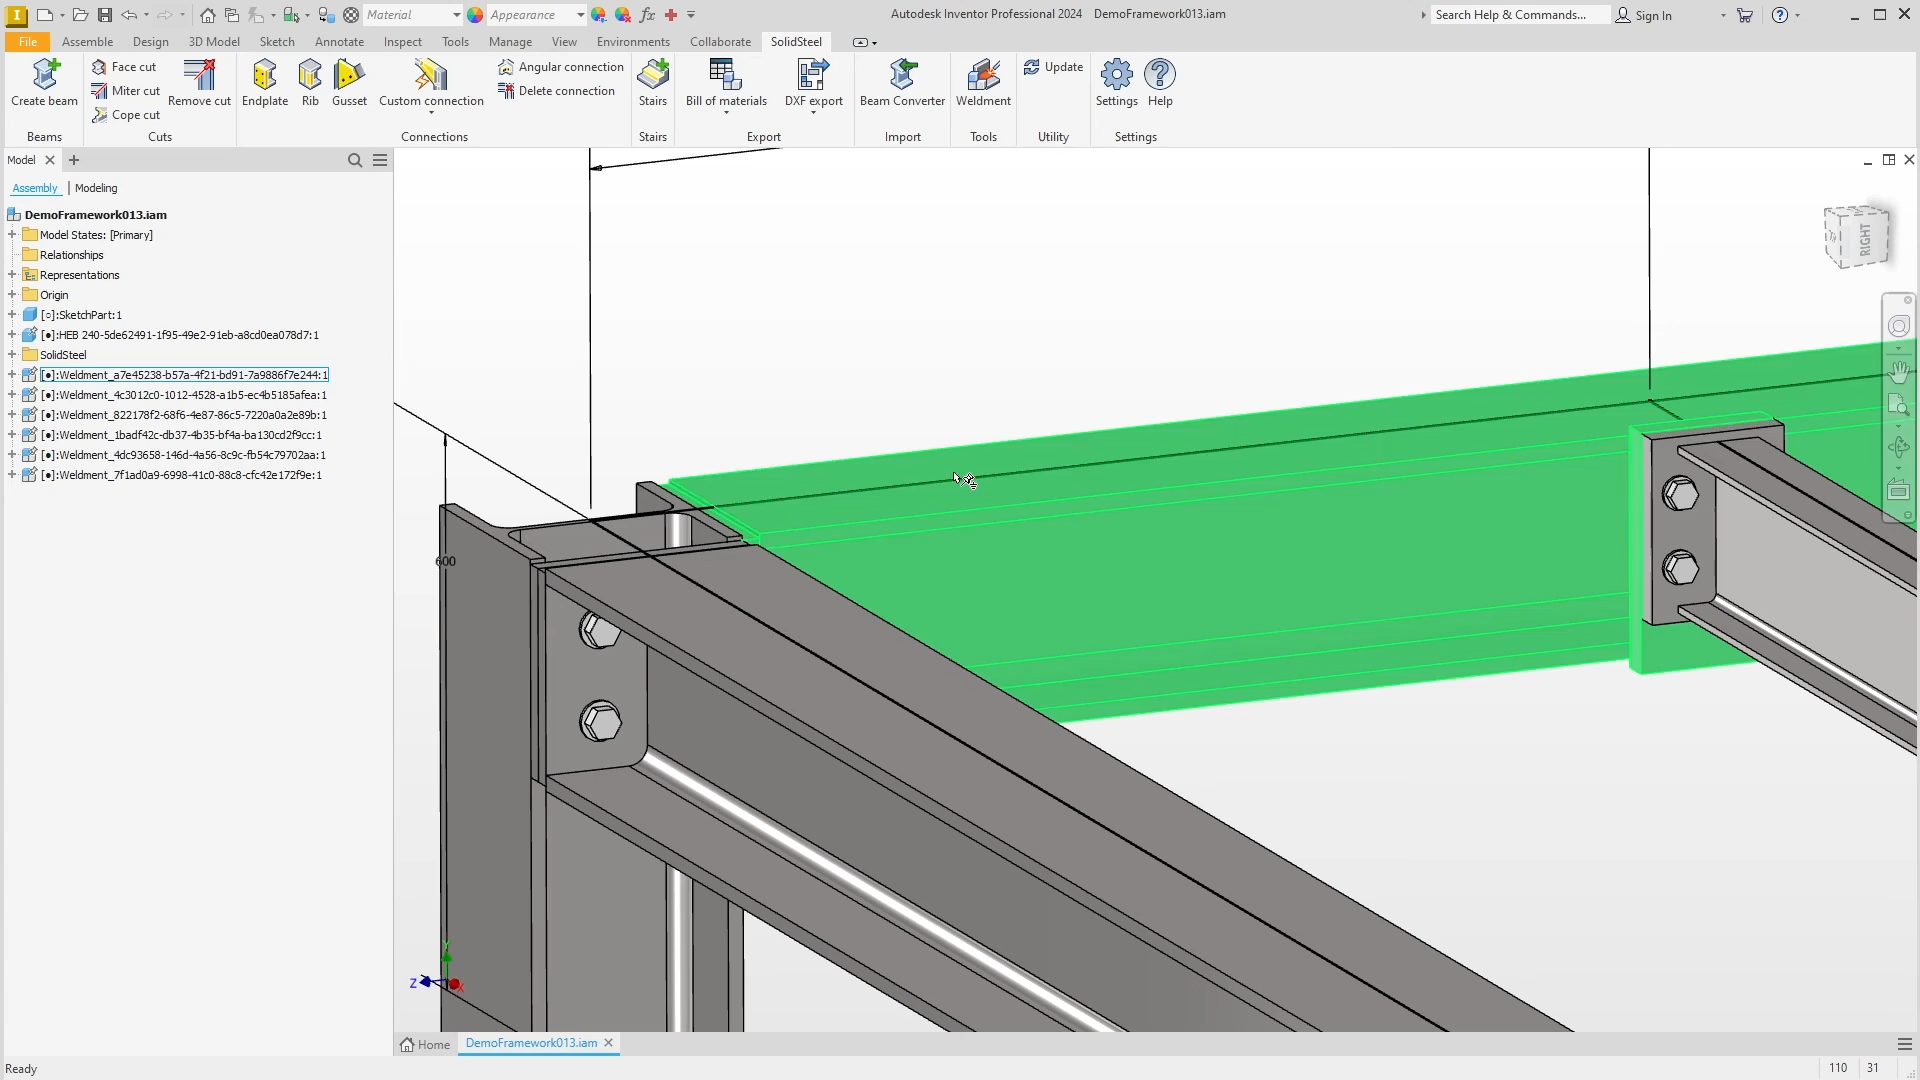 Material
Appearance
Autodesk Inventor Professional 2024 DemoFramework013.iam
Search Help & Commands...
Sign In
File
Assemble
Design
3D Model
Sketch
Annotate
Inspect
Tools
Manage
View
Environments
Collaborate
SolidSteel
Create beam
Face cut
Miter cut
Cope cut
Remove cut
Endplate
Rib
Gusset
Custom connection
Angular connection
Delete connection
Stairs
Bill of materials
DXF export
Beam Converter
Weldment
Update
Settings
Help
Beams
Cuts
Connections
Stairs
Export
Import
Tools
Utility
Settings
Model
Assembly | Modeling
DemoFramework013.iam
Model States: [Primary]
Relationships
Representations
Origin
[○]:SketchPart:1
[●]:HEB 240-5de62491-1f95-49e2-91eb-a8cd0ea078d7:1
SolidSteel
[●]:Weldment_a7e45238-b57a-4f21-bd91-7a9886f7e244:1
[●]:Weldment_4c3012c0-1012-4528-a1b5-ec4b5185afea:1
[●]:Weldment_822178f2-68f6-4e87-86c5-7220a0a2e89b:1
[●]:Weldment_1badf42c-db37-4b35-bf4a-ba130cd2f9cc:1
[●]:Weldment_4dc93658-146d-4a56-8c9c-fb54c79702aa:1
[●]:Weldment_7f1ad0a9-6998-41c0-88c8-cfc42e172f9e:1
RIGHT
600
Y
Z
X
Home
DemoFramework013.iam
Ready
110 31